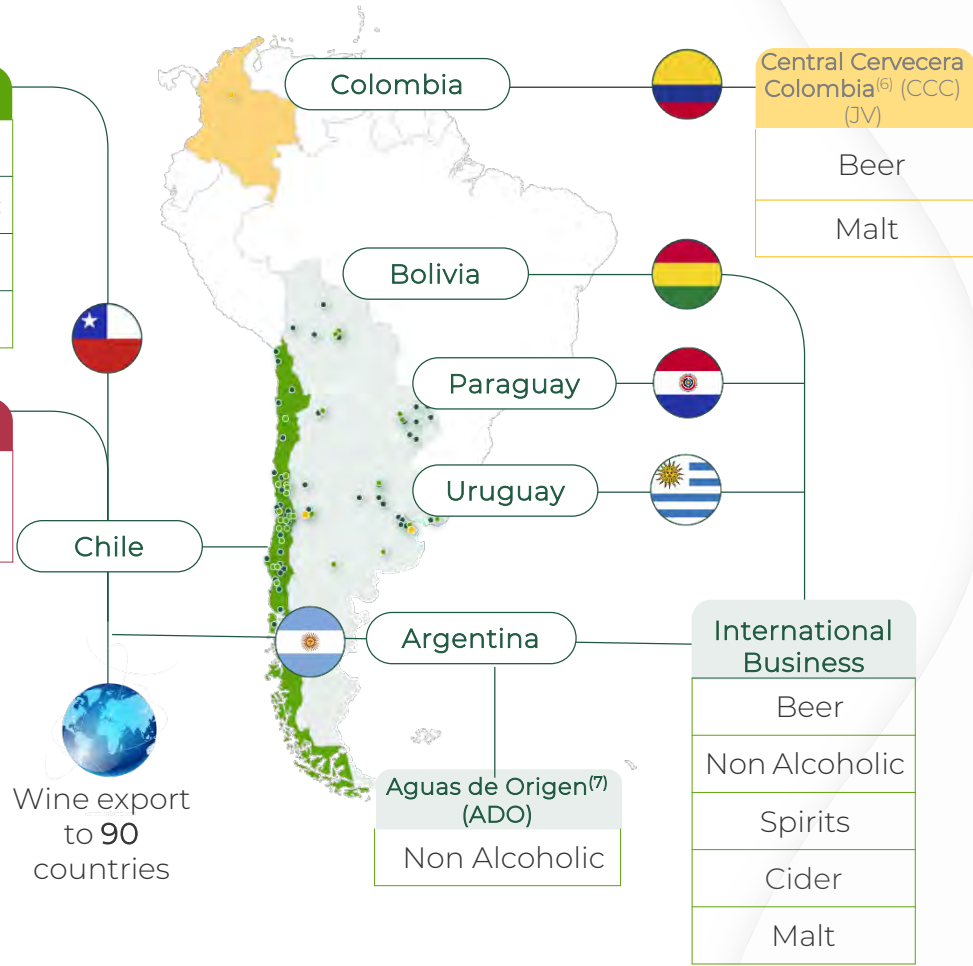 Colombia
Central Cervecera
Colombia(6) (CCC)
(JV)
Beer
Malt
Bolivia
Paraguay
Uruguay
Chile
Argentina
International
Business
Beer
Non Alcoholic
Spirits
Cider
Malt
Aguas de Origen(7)
(ADO)
Non Alcoholic
Wine export
to 90
countries